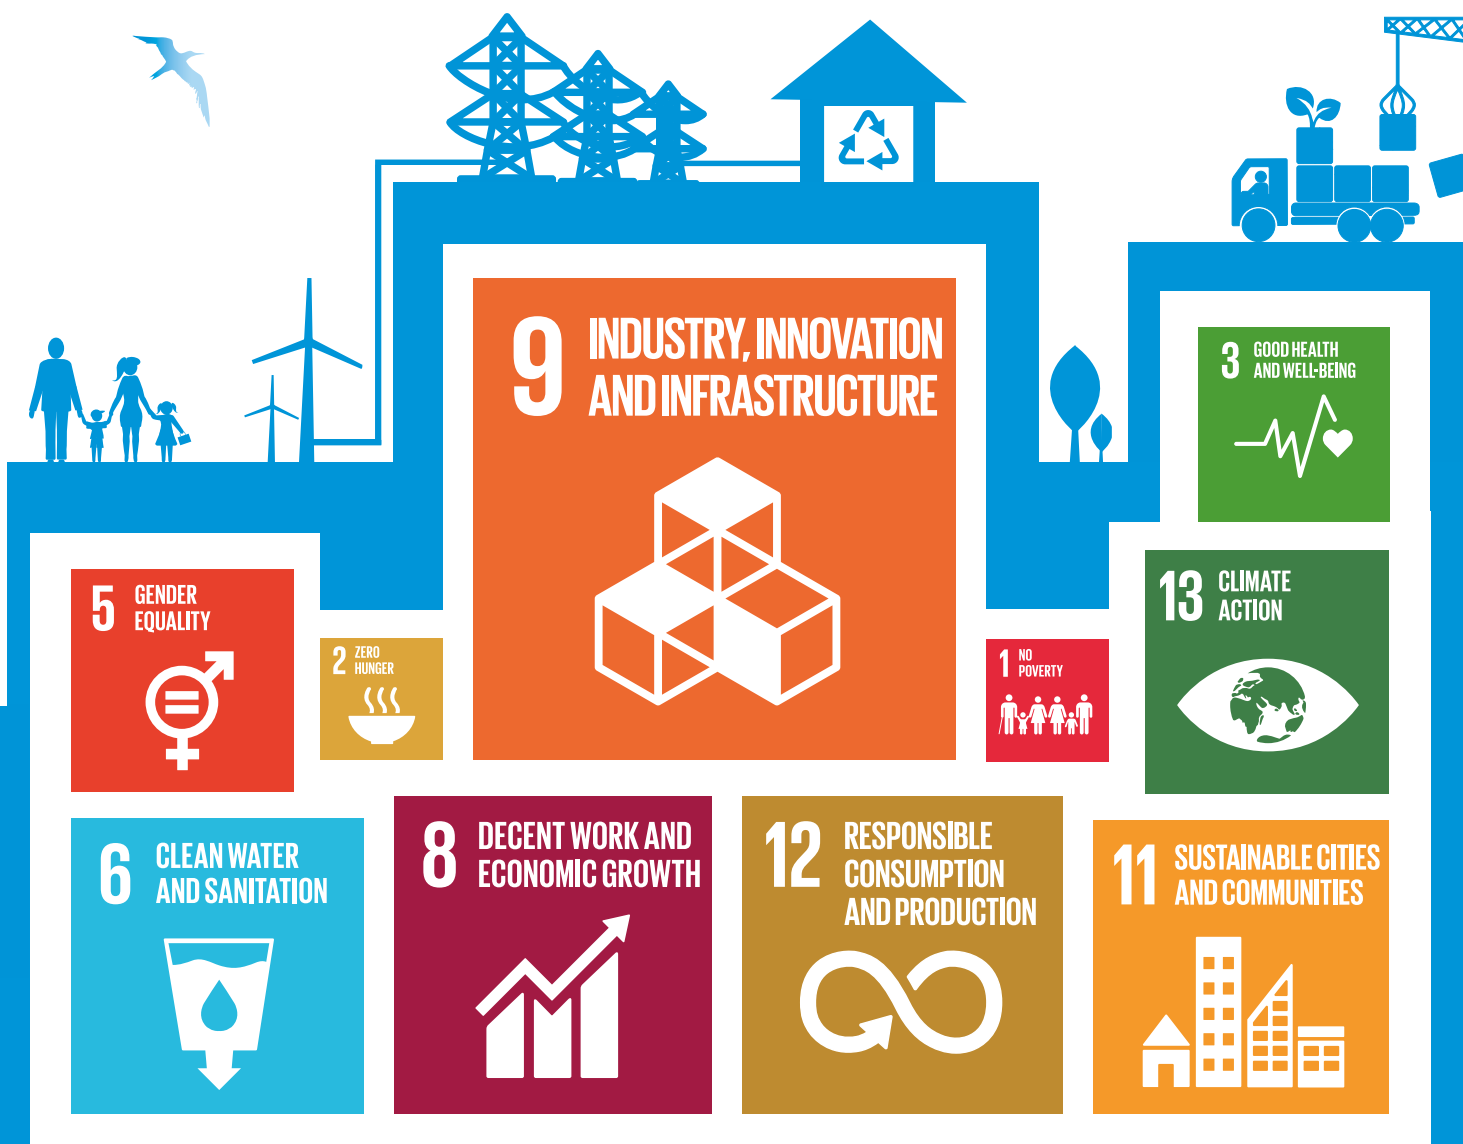 9
INDUSTRY, INNOVATION
AND INFRASTRUCTURE
3
GOOD HEALTH
AND WELL-BEING
5
GENDER
EQUALITY
2
ZERO
HUNGER
1
NO
POVERTY
13
CLIMATE
ACTION
6
CLEAN WATER
AND SANITATION
8
DECENT WORK AND
ECONOMIC GROWTH
12
RESPONSIBLE
CONSUMPTION
AND PRODUCTION
11
SUSTAINABLE CITIES
AND COMMUNITIES